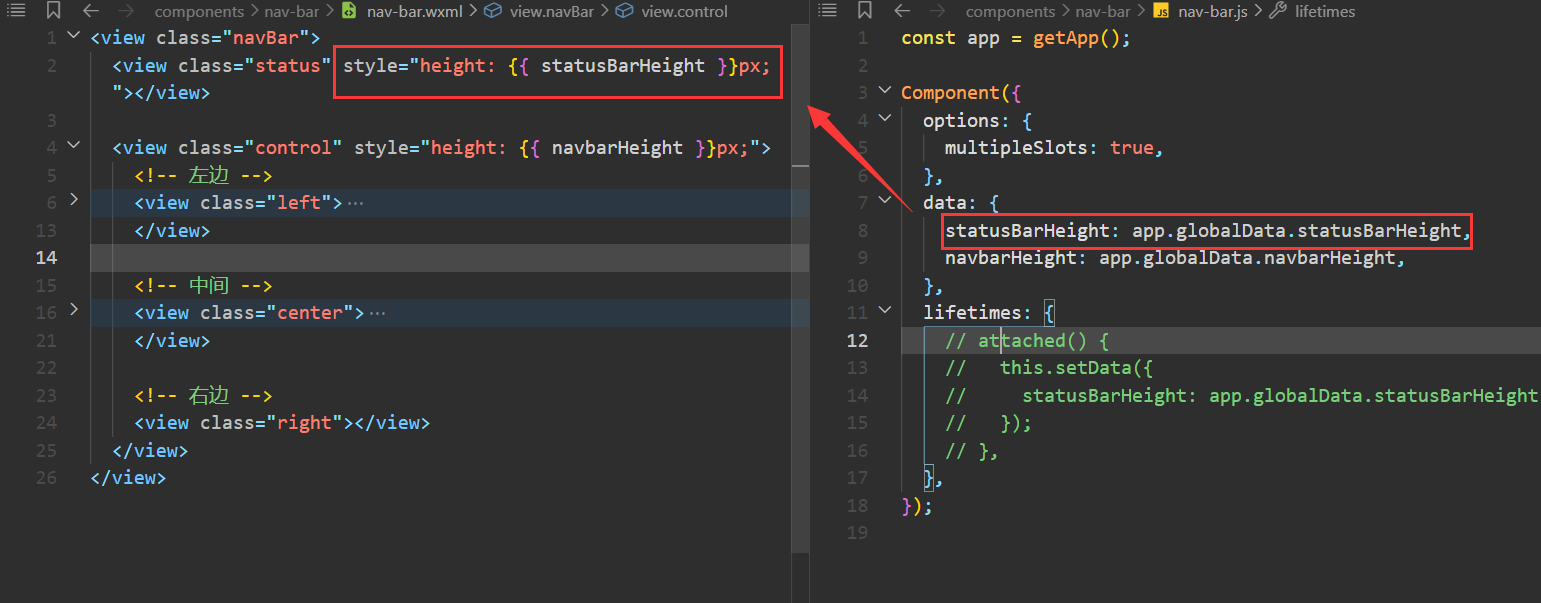 components > nav-bar > nav-bar.wxml > view.navBar > view.control
1 <view class="navBar">
2 <view class="status" style="height: {{ statusBarHeight }}px;
"></view>
3
4 <view class="control" style="height: {{ navbarHeight }}px;">
5 <!-- 左边 -->
6 <view class="left">…
13 </view>
14
15 <!-- 中间 -->
16 <view class="center">…
21 </view>
22
23 <!-- 右边 -->
24 <view class="right"></view>
25 </view>
26 </view>
components > nav-bar > JS nav-bar.js > lifetimes
1 const app = getApp();
2
3 Component({
4 options: {
5 multipleSlots: true,
6 },
7 data: {
8 statusBarHeight: app.globalData.statusBarHeight,
9 navbarHeight: app.globalData.navbarHeight,
10 },
11 lifetimes: {
12 // attached() {
13 // this.setData({
14 // statusBarHeight: app.globalData.statusBarHeight
15 // });
16 // },
17 },
18 });
19